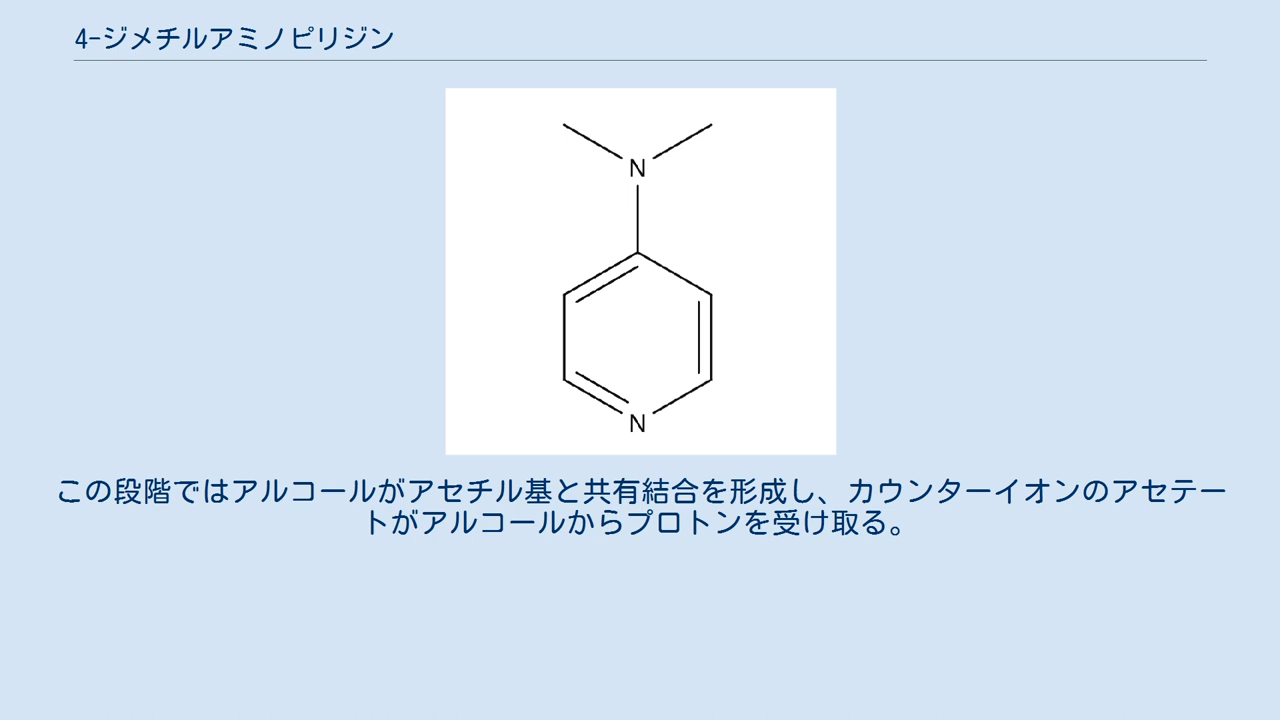 4-ジメチルアミノピリジン
N
N
この段階ではアルコールがアセチル基と共有結合を形成し、カウンターイオンのアセテー
トがアルコールからプロトンを受け取る。